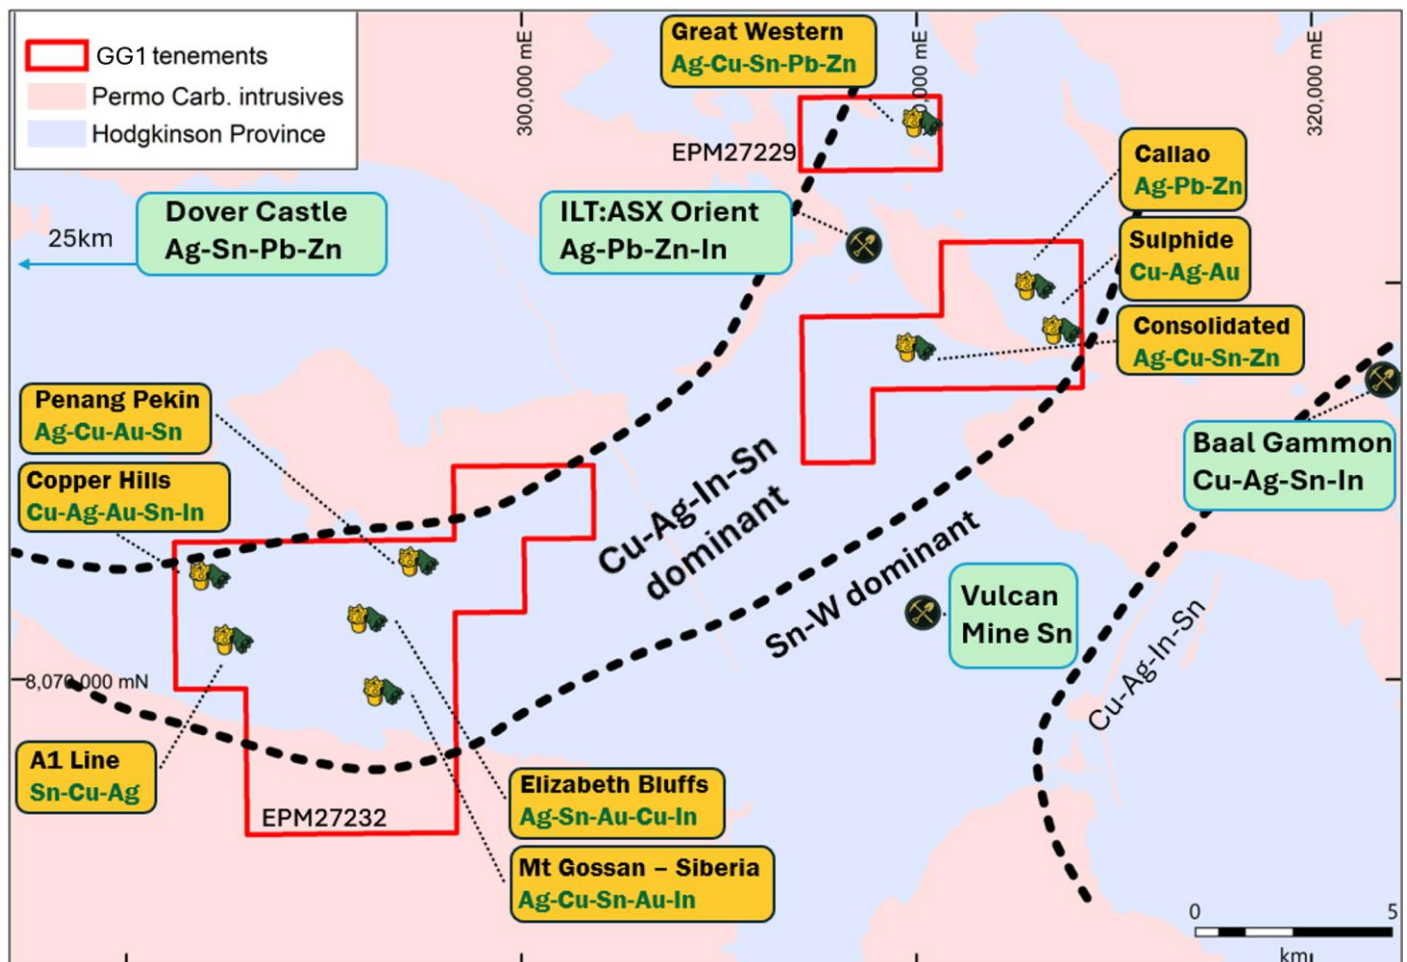 GG1 tenements
Permo Carb. intrusives
Hodgkinson Province
300,000 mE
320,000 mE
Great Western
Ag-Cu-Sn-Pb-Zn
EPM27229
Callao
Ag-Pb-Zn
Dover Castle
Ag-Sn-Pb-Zn
25km
ILT:ASX Orient
Ag-Pb-Zn-In
Sulphide
Cu-Ag-Au
Consolidated
Ag-Cu-Sn-Zn
Penang Pekin
Ag-Cu-Au-Sn
Copper Hills
Cu-Ag-Au-Sn-In
Baal Gammon
Cu-Ag-Sn-In
Cu-Ag-In-Sn
dominant
Sn-W dominant
Vulcan
Mine Sn
Cu-Ag-In-Sn
8,070,000 mN
A1 Line
Sn-Cu-Ag
EPM27232
Elizabeth Bluffs
Ag-Sn-Au-Cu-In
Mt Gossan – Siberia
Ag-Cu-Sn-Au-In
0
5
km